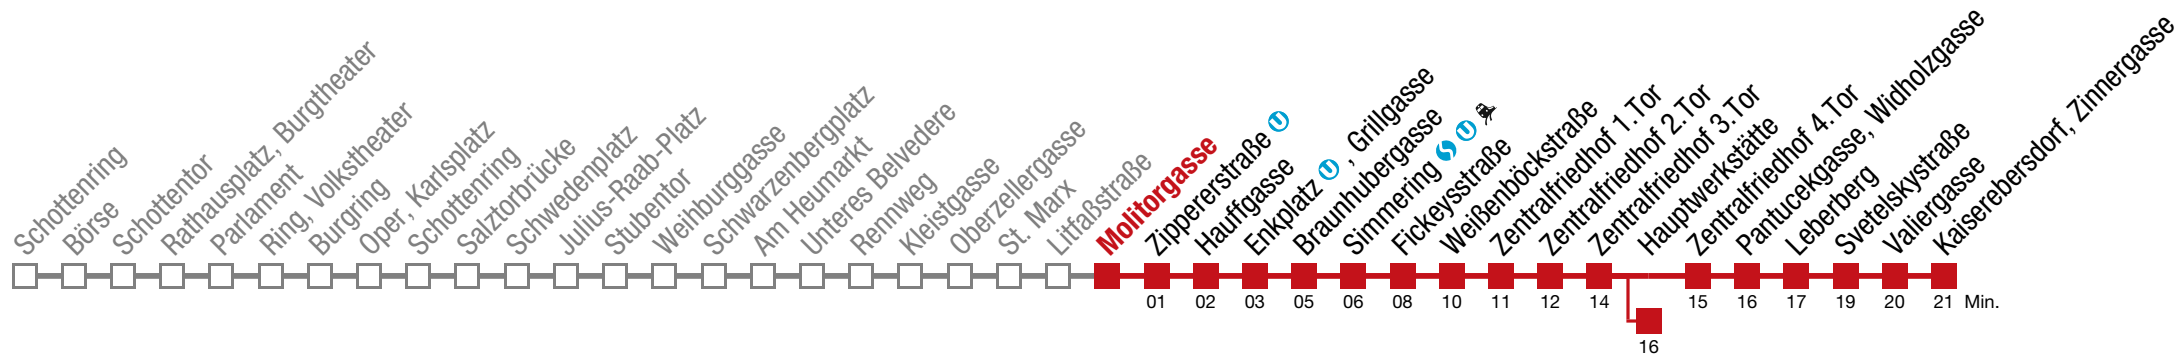 Schottenring
Börse
Schottentor
Rathausplatz, Burgtheater
Parlament
Ring, Volkstheater
Burgring
Oper, Karlsplatz
Schottenring
Salztorbrücke
Schwedenplatz
Julius-Raab-Platz
Stubentor
Weihburggasse
Schwarzenbergplatz
Am Heumarkt
Unteres Belvedere
Rennweg
Kleistgasse
Oberzellergasse
St. Marx
Litfaßstraße
Molitorgasse
Zippererstraße U
Hauffgasse
Enkplatz U , Grillgasse
Braunhubergasse
Simmering S U
Fickeysstraße
Weißenböckstraße
Zentralfriedhof 1.Tor
Zentralfriedhof 2.Tor
Zentralfriedhof 3.Tor
Hauptwerkstätte
Zentralfriedhof 4.Tor
Pantucekgasse, Widholzgasse
Leberberg
Svetelskystraße
Valiergasse
Kaiserebersdorf, Zinnergasse
01 02 03 05 06 08 10 11 12 14 15 16 17 19 20 21 Min.
16